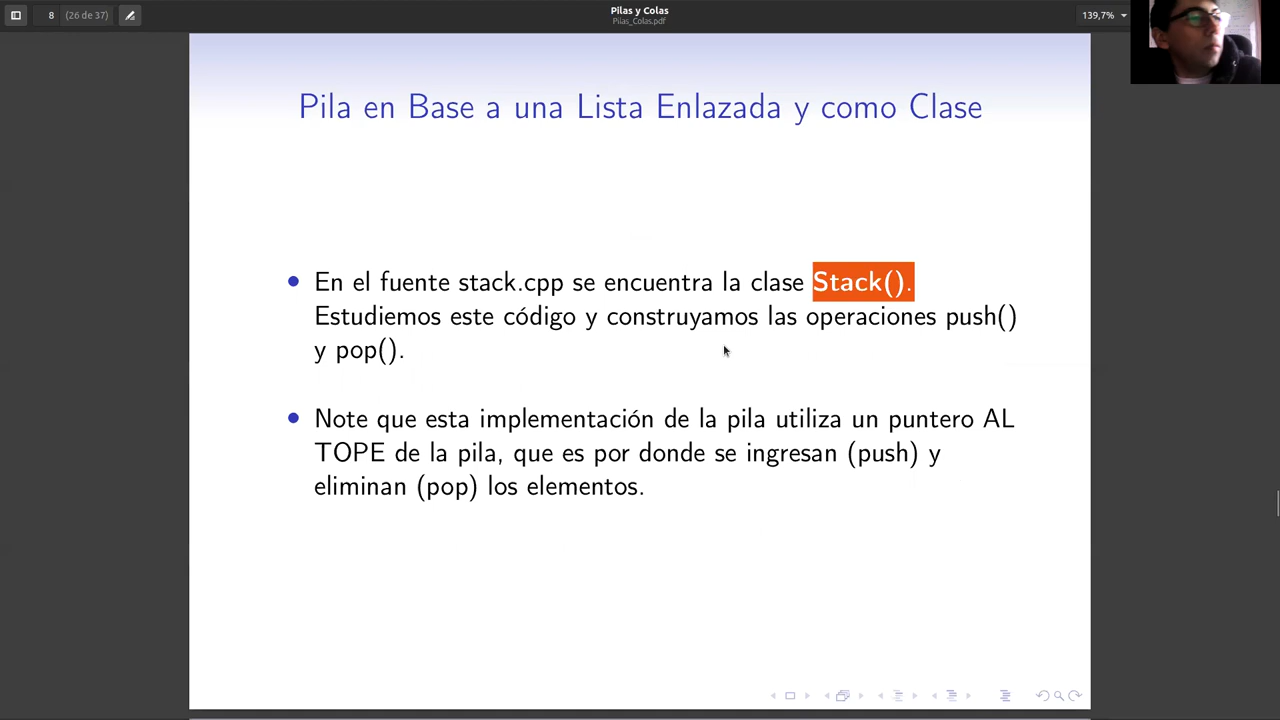 8
(26 de 37)
Pilas y Colas
Pilas_Colas.pdf
139,7%
Pila en Base a una Lista Enlazada y como Clase
En el fuente stack.cpp se encuentra la clase Stack().
Estudiemos este código y construyamos las operaciones push()
y pop().
Note que esta implementación de la pila utiliza un puntero AL
TOPE de la pila, que es por donde se ingresan (push) y
eliminan (pop) los elementos.